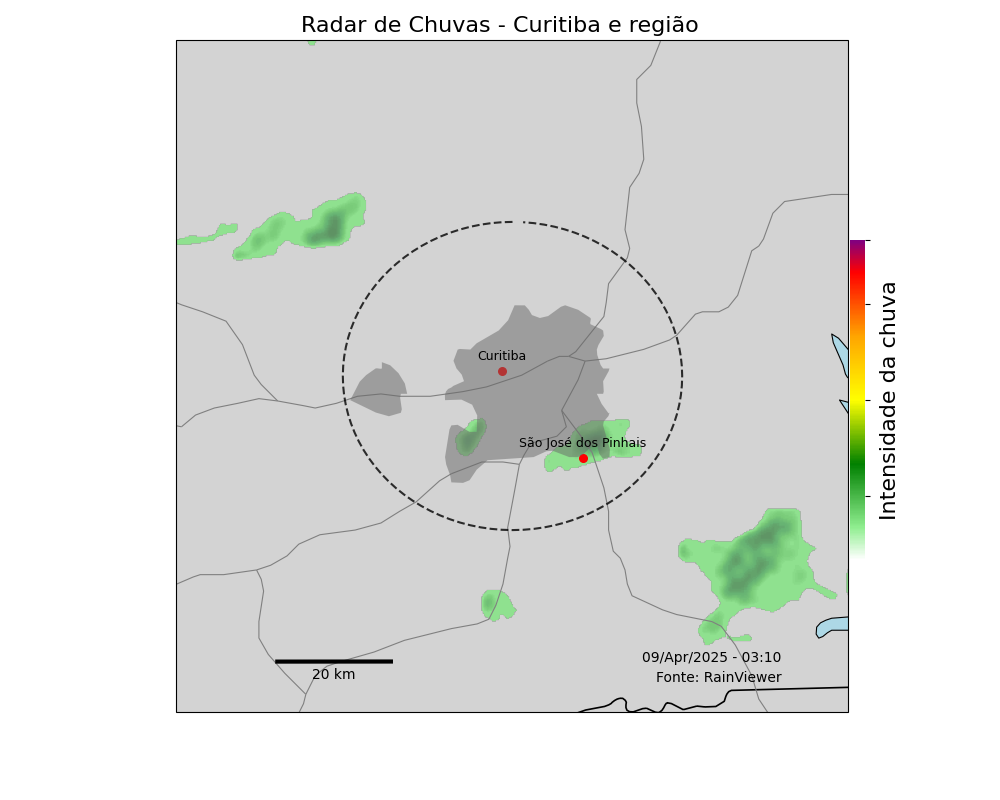 Radar de Chuvas - Curitiba e região
Curitiba
São José dos Pinhais
Intensidade da chuva
09/Apr/2025 - 03:10
Fonte: RainViewer
20 km